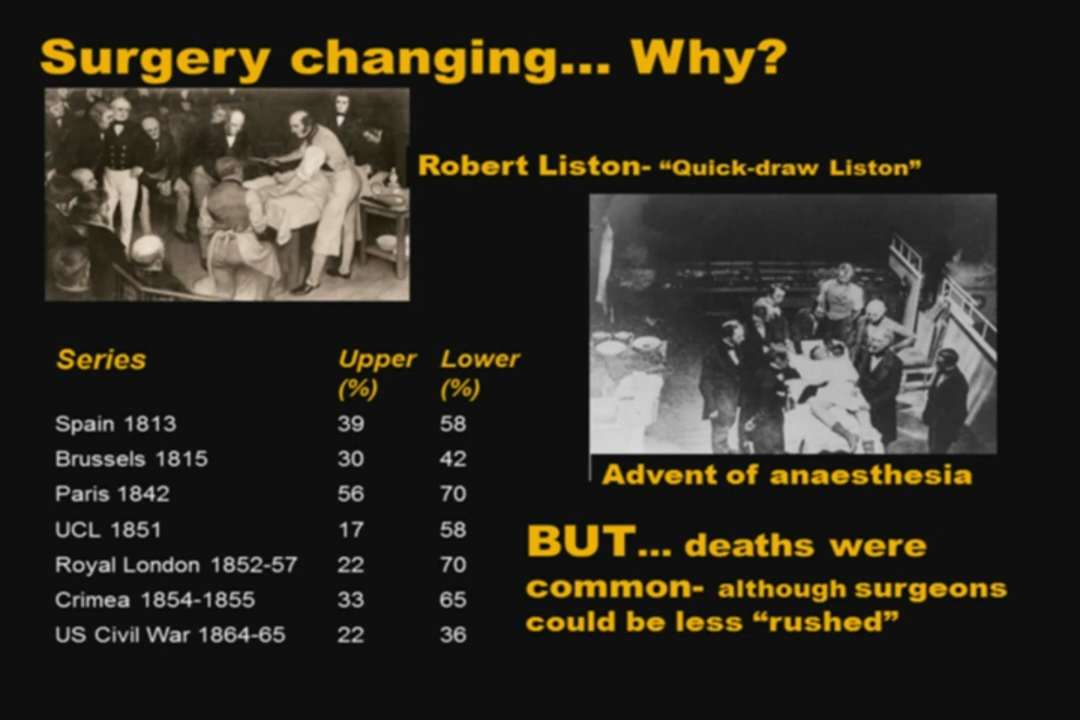 Surgery changing... Why?
Robert Liston- “Quick-draw Liston”
Series Upper Lower
(%) (%)
Spain 1813 39 58
Brussels 1815 30 42
Paris 1842 56 70
UCL 1851 17 58
Royal London 1852-57 22 70
Crimea 1854-1855 33 65
US Civil War 1864-65 22 36
Advent of anaesthesia
BUT... deaths were
common- although surgeons
could be less “rushed”